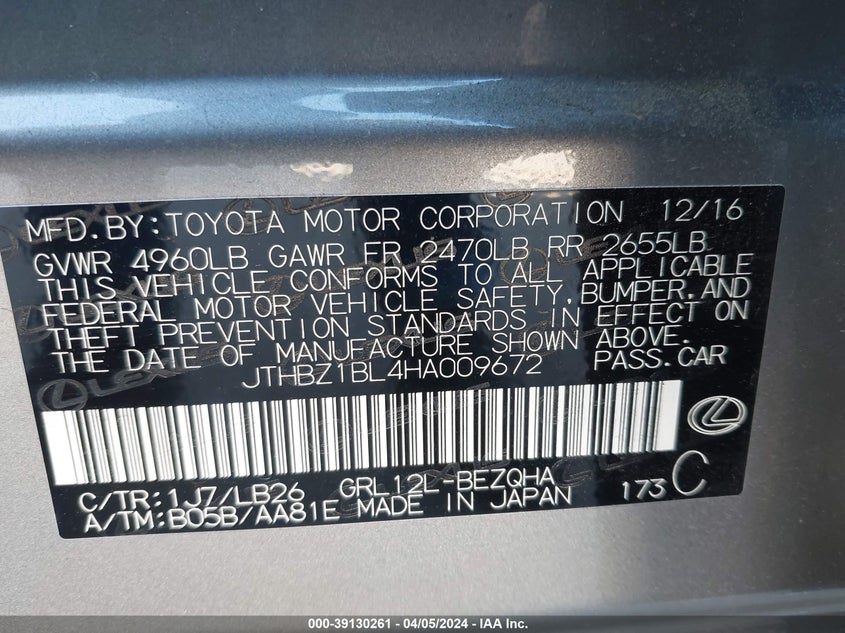 MFD.BY:TOYOTA MOTOR CORPORATION 12/16
GVWR 4960LB GAWR FR 2470LB RR 2655LB
THIS VEHICLE CONFORMS TO ALL APPLICABLE
FEDERAL MOTOR VEHICLE SAFETY,BUMPER,AND
THEFT PREVENTION STANDARDS IN EFFECT ON
THE DATE OF MANUFACTURE SHOWN ABOVE.
JTHBZ1BL4HA009672 PASS.CAR
C/TR:1J7/LB26 GRL12L-BEZQHA 173 C
A/TM:B05B/AA81E MADE IN JAPAN
000-39130261 - 04/05/2024 - IAA Inc.